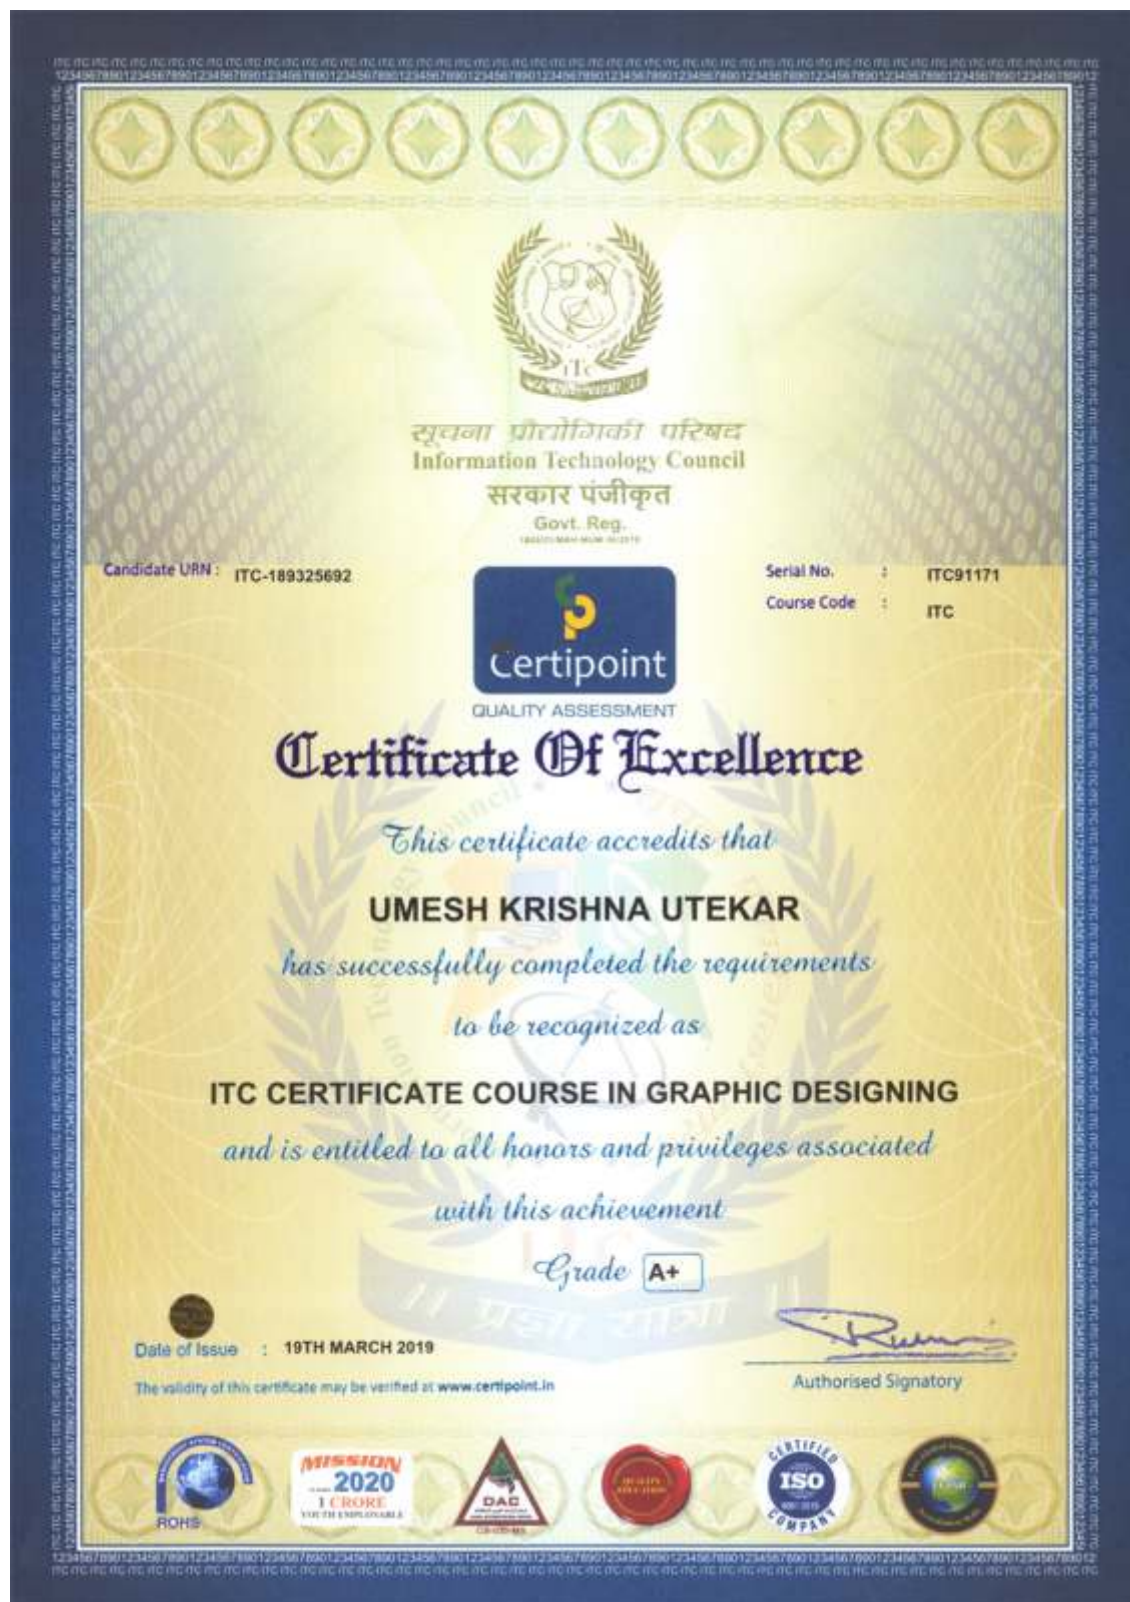 सूचना प्रौद्योगिकी परिषद
Information Technology Council
सरकार पंजीकृत
Govt. Reg.
Candidate URN : ITC-189325692
Serial No. : ITC91171
Course Code : ITC
Certipoint
QUALITY ASSESSMENT
Certificate Of Excellence
This certificate accredits that
UMESH KRISHNA UTEKAR
has successfully completed the requirements
to be recognized as
ITC CERTIFICATE COURSE IN GRAPHIC DESIGNING
and is entitled to all honors and privileges associated
with this achievement
Grade A+
Date of Issue : 19TH MARCH 2019
The validity of this certificate may be verified at www.certipoint.in
Authorised Signatory
ROHS
MISSION
2020
1 CRORE
YOUTH EMPLOYABLE
DAC
CERTIFIED
ISO
COMPANY